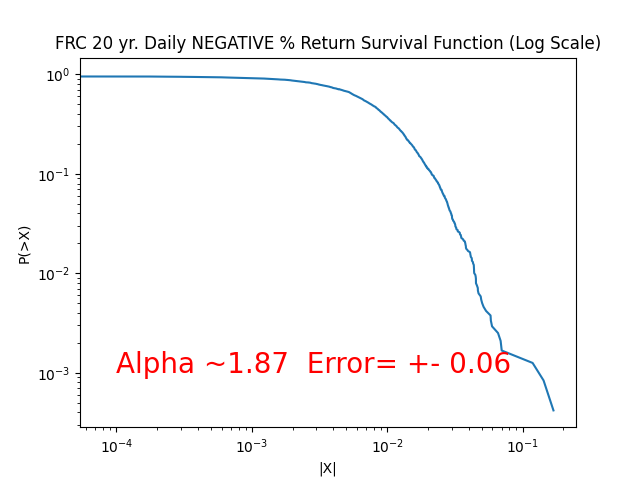 FRC 20 yr. Daily NEGATIVE % Return Survival Function (Log Scale)
10⁰
10⁻¹
10⁻²
10⁻³
P(>X)
Alpha ~1.87  Error= +- 0.06
10⁻⁴ 10⁻³ 10⁻² 10⁻¹
|X|